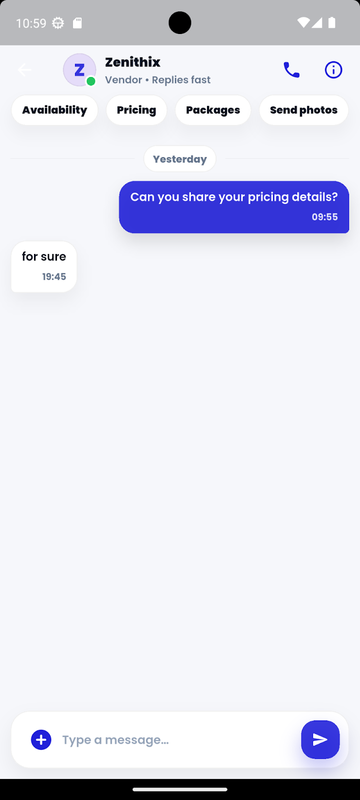 10:59
Z
Zenithix
Vendor • Replies fast
Availability
Pricing
Packages
Send photos
Yesterday
Can you share your pricing details?
09:55
for sure
19:45
Type a message...